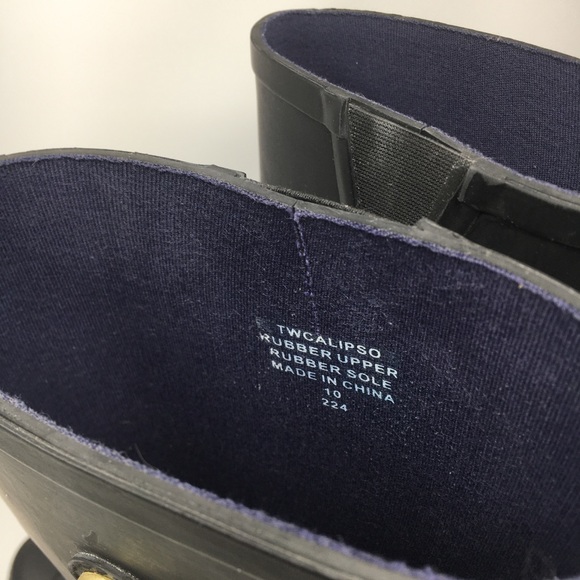 TWCALIPSO
RUBBER UPPER
RUBBER SOLE
MADE IN CHINA
10
224